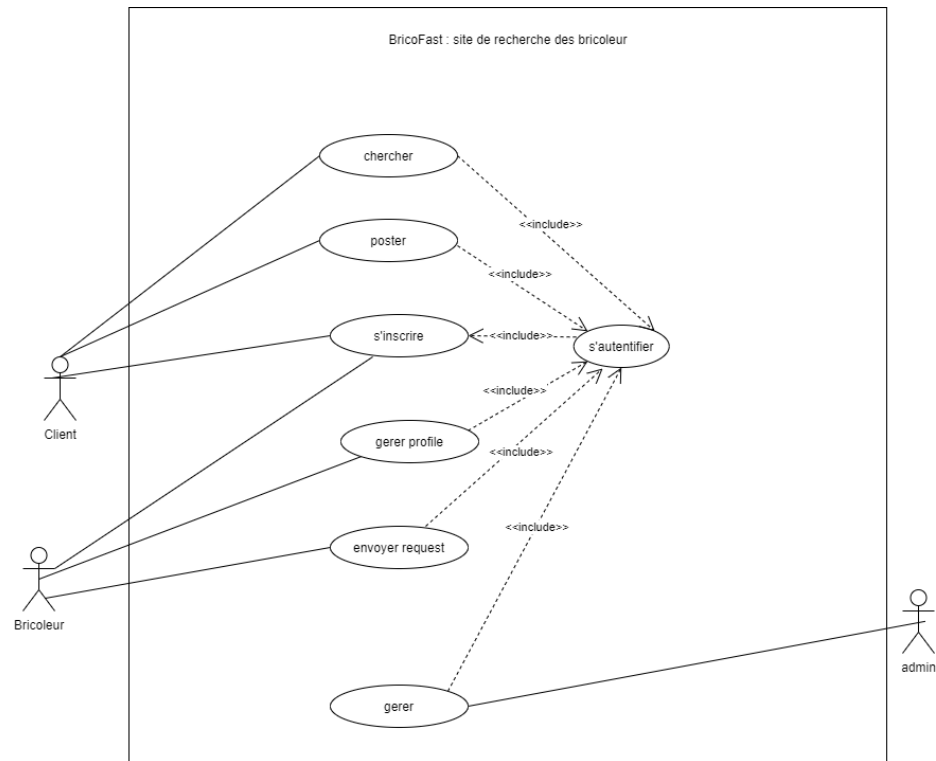 BricoFast : site de recherche des bricoleur
chercher
<<include>>
poster
<<include>>
s'inscrire
<<include>>
s'autentifier
Client
<<include>>
gerer profile
<<include>>
<<include>>
envoyer request
Bricoleur
admin
gerer